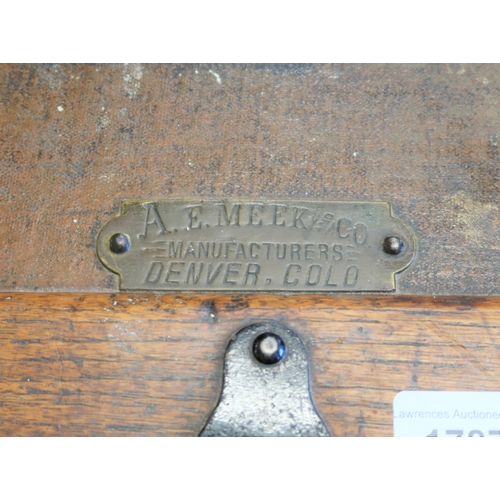 A. E. MEEK & CO
MANUFACTURERS
DENVER, COLO
Lawrences Auctioneers